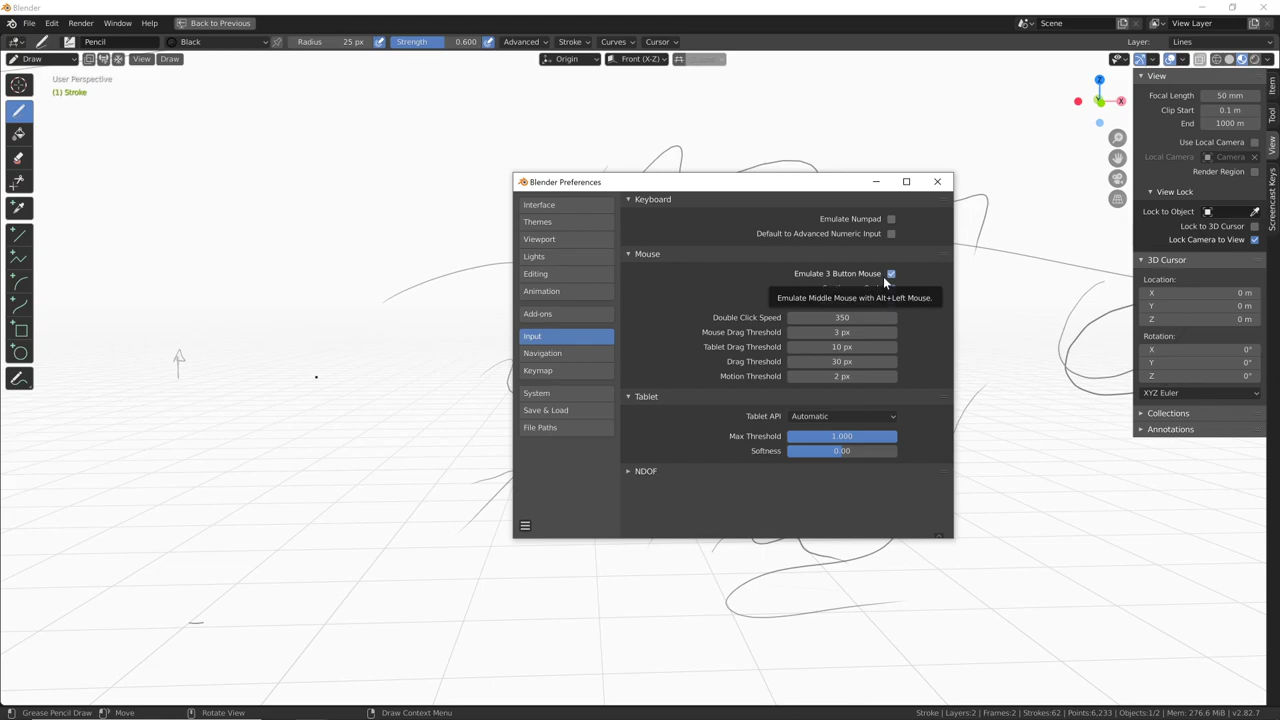 Blender
File Edit Render Window Help Back to Previous Scene View Layer
Pencil Black Radius 25 px Strength 0.600 Advanced Stroke Curves Cursor Layer: Lines
Draw View Draw Origin Front (X-Z)
User Perspective
(1) Stroke
Z
X
Y
View
Focal Length 50 mm
Clip Start 0.1 m
End 1000 m
Use Local Camera
Local Camera Camera
Render Region
View Lock
Lock to Object
Lock to 3D Cursor
Lock Camera to View
3D Cursor
Location:
X 0 m
Y 0 m
Z 0 m
Rotation:
X 0°
Y 0°
Z 0°
XYZ Euler
Collections
Annotations
Item
Tool
View
Screencast Keys
Blender Preferences
Interface
Themes
Viewport
Lights
Editing
Animation
Add-ons
Input
Navigation
Keymap
System
Save & Load
File Paths
Keyboard
Emulate Numpad
Default to Advanced Numeric Input
Mouse
Emulate 3 Button Mouse
Emulate Middle Mouse with Alt+Left Mouse.
Double Click Speed 350
Mouse Drag Threshold 3 px
Tablet Drag Threshold 10 px
Drag Threshold 30 px
Motion Threshold 2 px
Tablet
Tablet API Automatic
Max Threshold 1.000
Softness 0.00
NDOF
Grease Pencil Draw Move Rotate View Draw Context Menu Stroke | Layers:2 | Frames:2 | Strokes:62 | Points:6,233 | Objects:1/2 | Mem: 276.6 MiB | v2.82.7